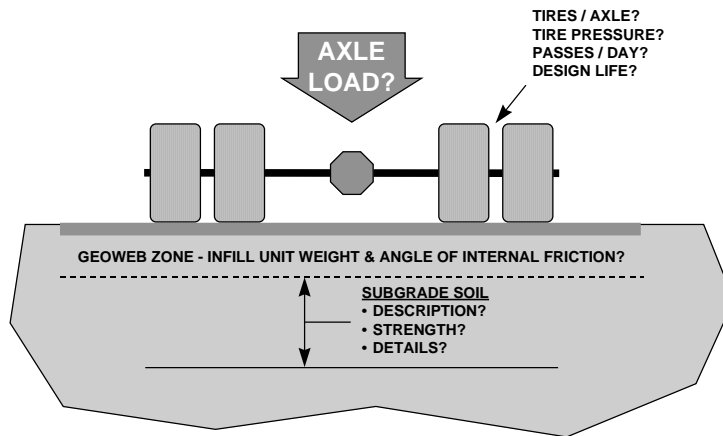 TIRES / AXLE?
TIRE PRESSURE?
PASSES / DAY?
DESIGN LIFE?
AXLE
LOAD?
GEOWEB ZONE - INFILL UNIT WEIGHT & ANGLE OF INTERNAL FRICTION?
SUBGRADE SOIL
• DESCRIPTION?
• STRENGTH?
• DETAILS?